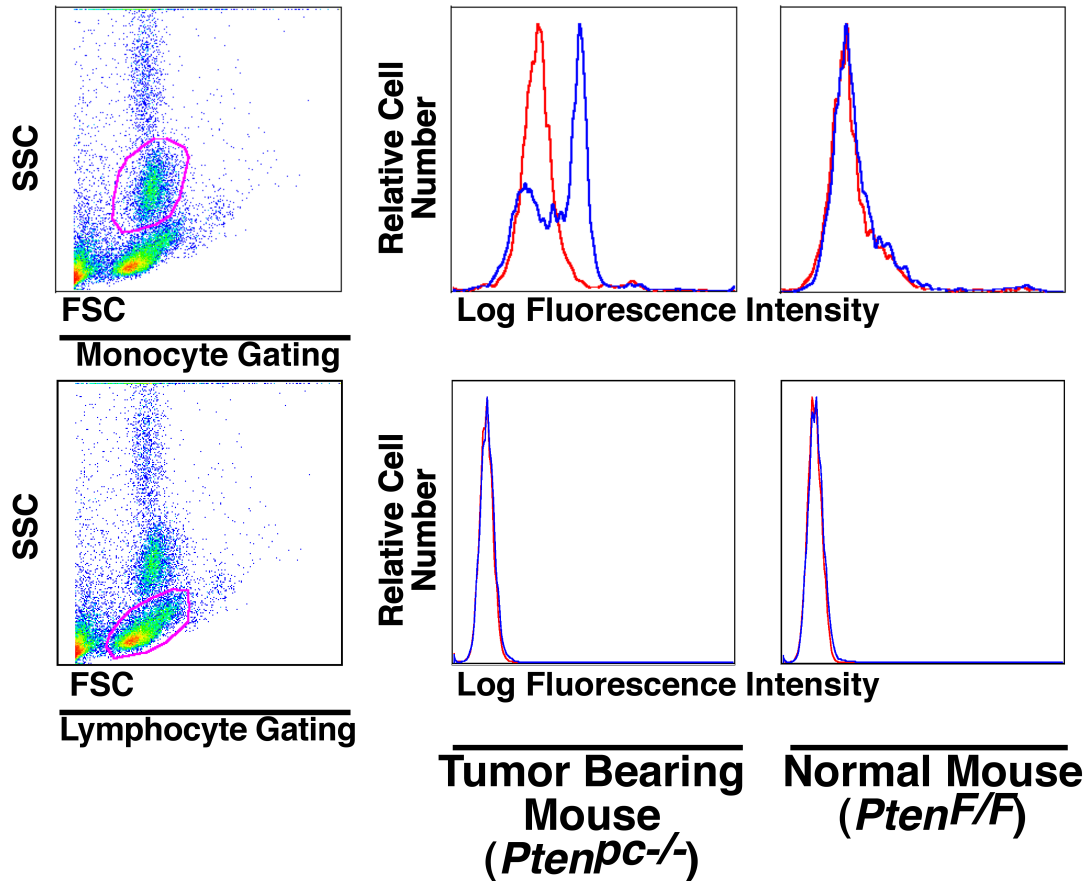 SSC
FSC
Monocyte Gating
Relative Cell
Number
Log Fluorescence Intensity
SSC
FSC
Lymphocyte Gating
Relative Cell
Number
Log Fluorescence Intensity
Tumor Bearing
Mouse
(Ptenpc-/-)
Normal Mouse
(PtenF/F)